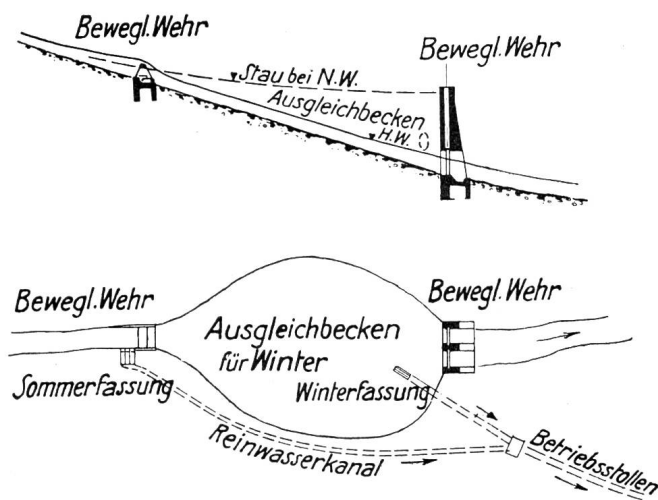 Bewegl.Wehr
Bewegl.Wehr
Stau bei N.W.
Ausgleichbecken
H.W.
Bewegl.Wehr
Bewegl.Wehr
Ausgleichbecken
für Winter
Winterfassung
Sommerfassung
Reinwasserkanal
Betriebsstollen